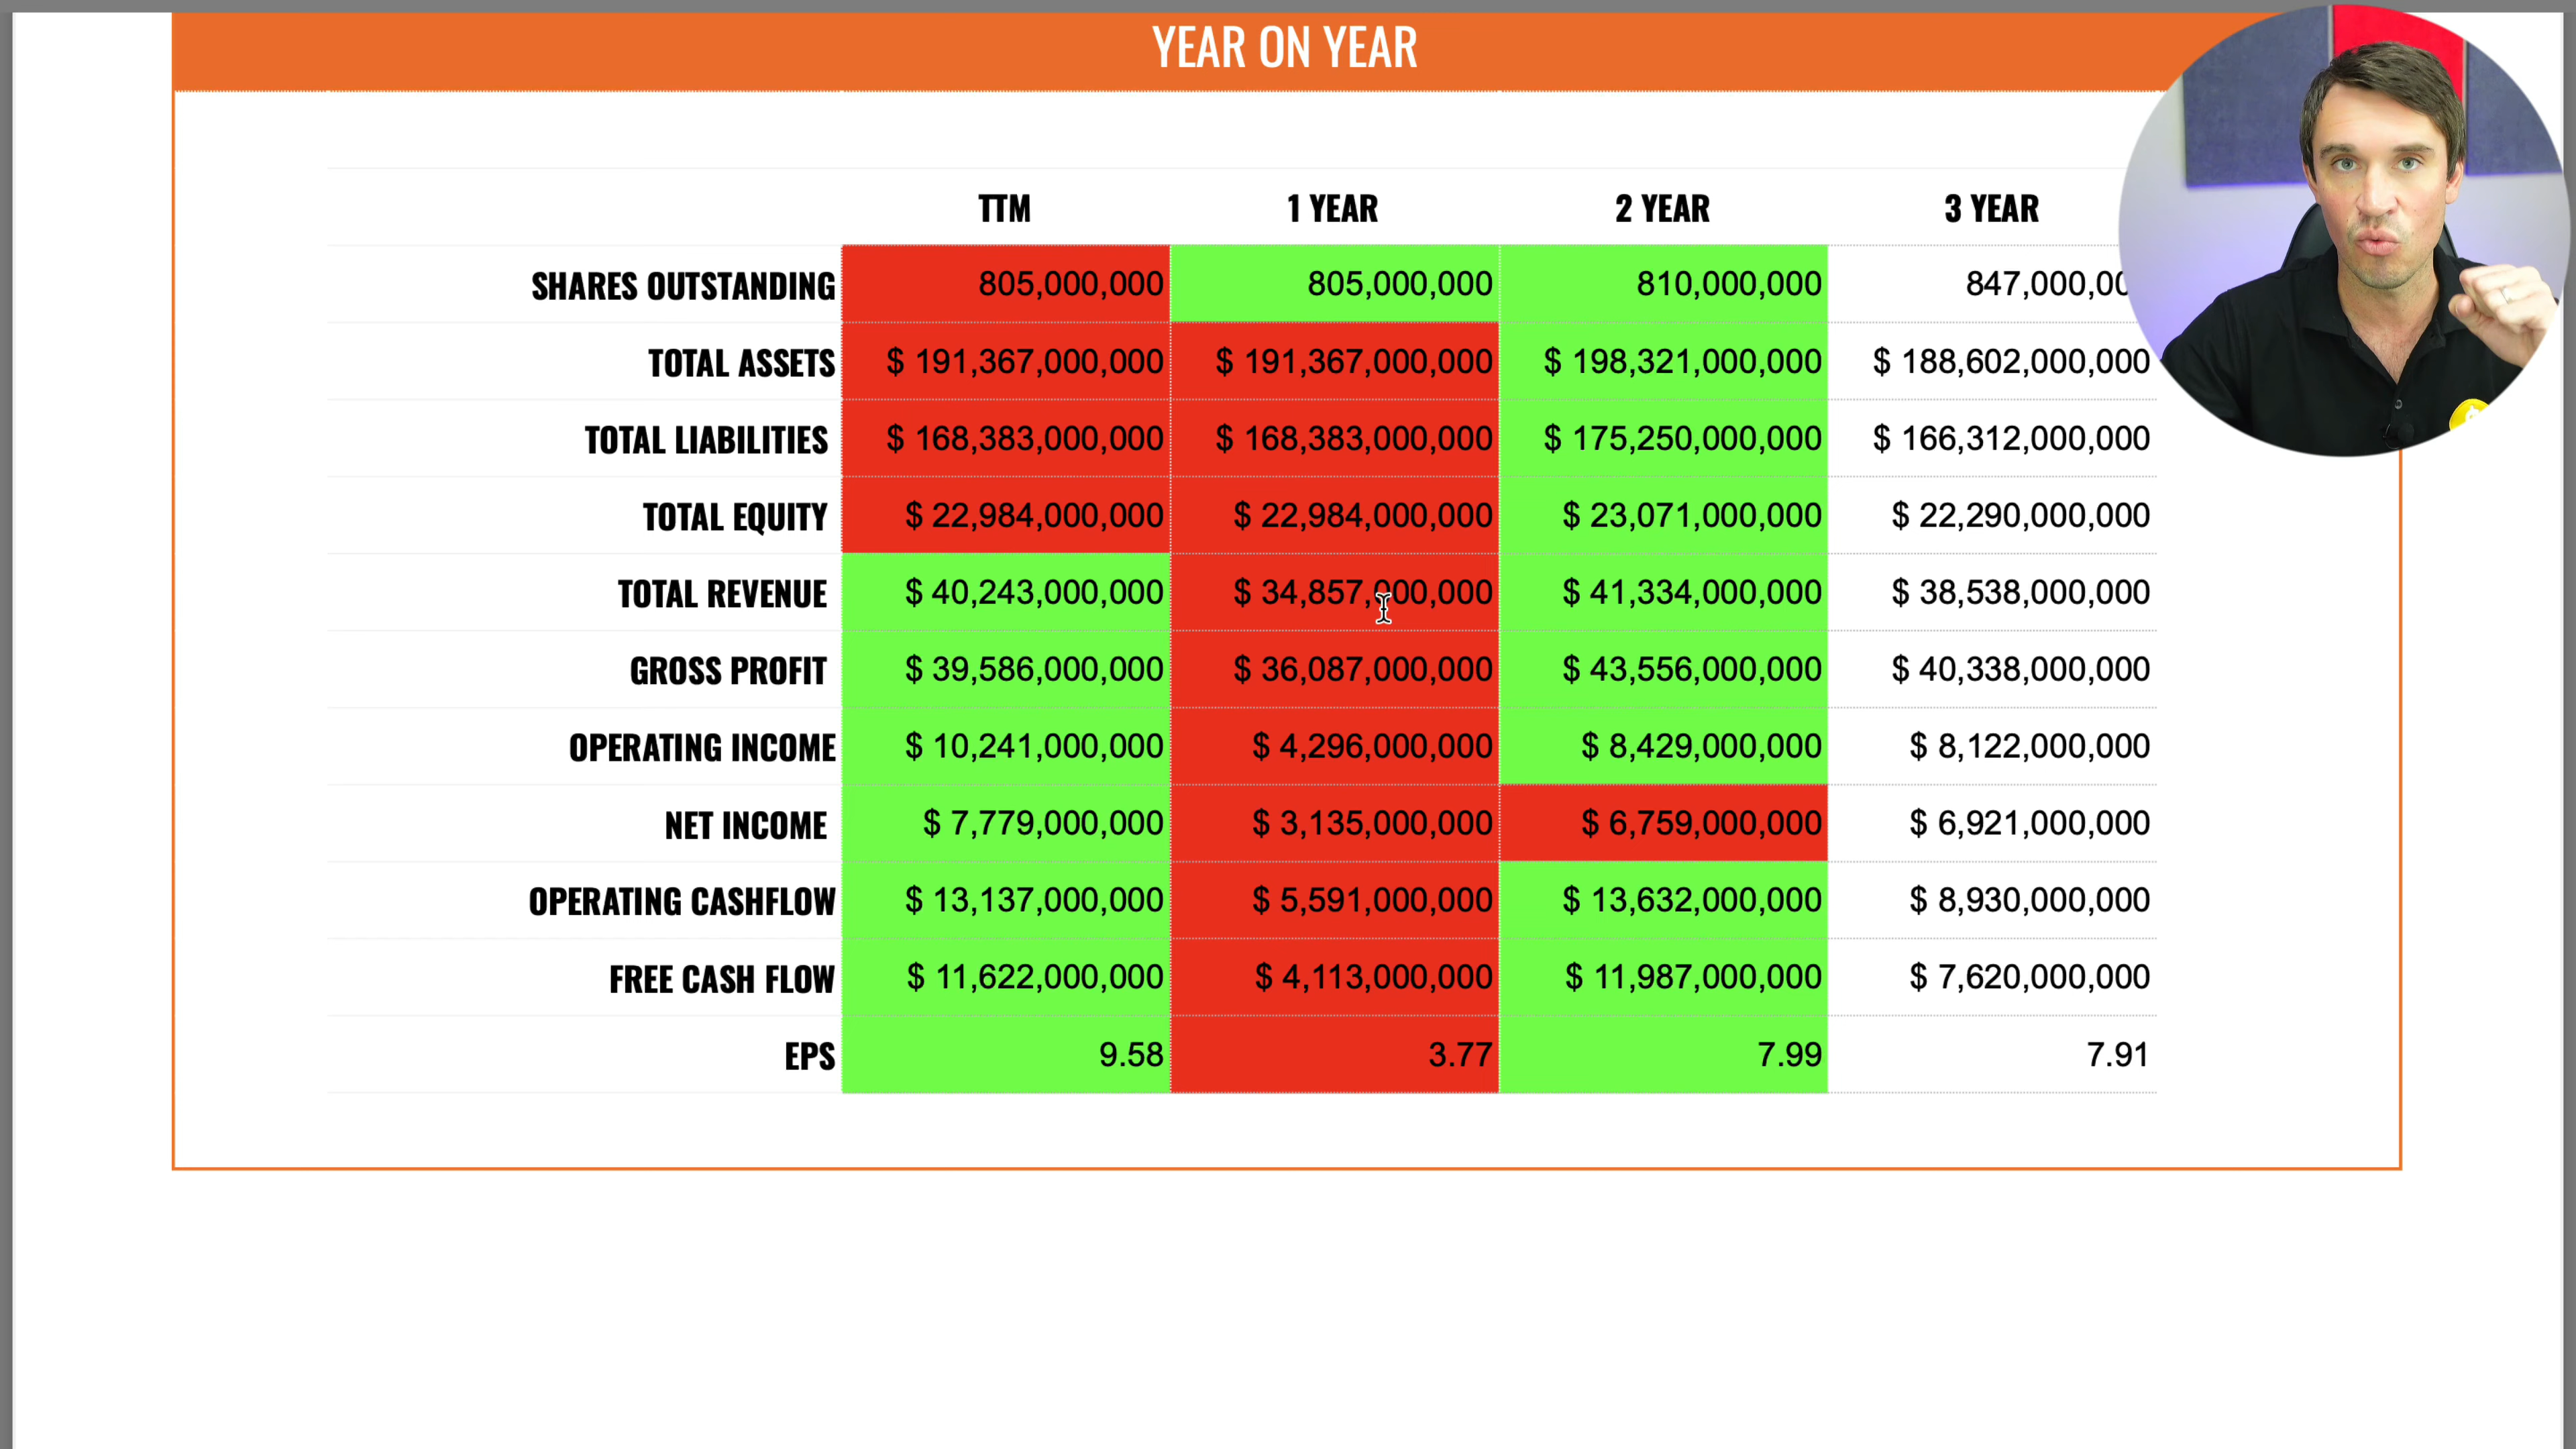 YEAR ON YEAR
TTM 1 YEAR 2 YEAR 3 YEAR
SHARES OUTSTANDING 805,000,000 805,000,000 810,000,000 847,000,00
TOTAL ASSETS $ 191,367,000,000 $ 191,367,000,000 $ 198,321,000,000 $ 188,602,000,000
TOTAL LIABILITIES $ 168,383,000,000 $ 168,383,000,000 $ 175,250,000,000 $ 166,312,000,000
TOTAL EQUITY $ 22,984,000,000 $ 22,984,000,000 $ 23,071,000,000 $ 22,290,000,000
TOTAL REVENUE $ 40,243,000,000 $ 34,857,000,000 $ 41,334,000,000 $ 38,538,000,000
GROSS PROFIT $ 39,586,000,000 $ 36,087,000,000 $ 43,556,000,000 $ 40,338,000,000
OPERATING INCOME $ 10,241,000,000 $ 4,296,000,000 $ 8,429,000,000 $ 8,122,000,000
NET INCOME $ 7,779,000,000 $ 3,135,000,000 $ 6,759,000,000 $ 6,921,000,000
OPERATING CASHFLOW $ 13,137,000,000 $ 5,591,000,000 $ 13,632,000,000 $ 8,930,000,000
FREE CASH FLOW $ 11,622,000,000 $ 4,113,000,000 $ 11,987,000,000 $ 7,620,000,000
EPS 9.58 3.77 7.99 7.91